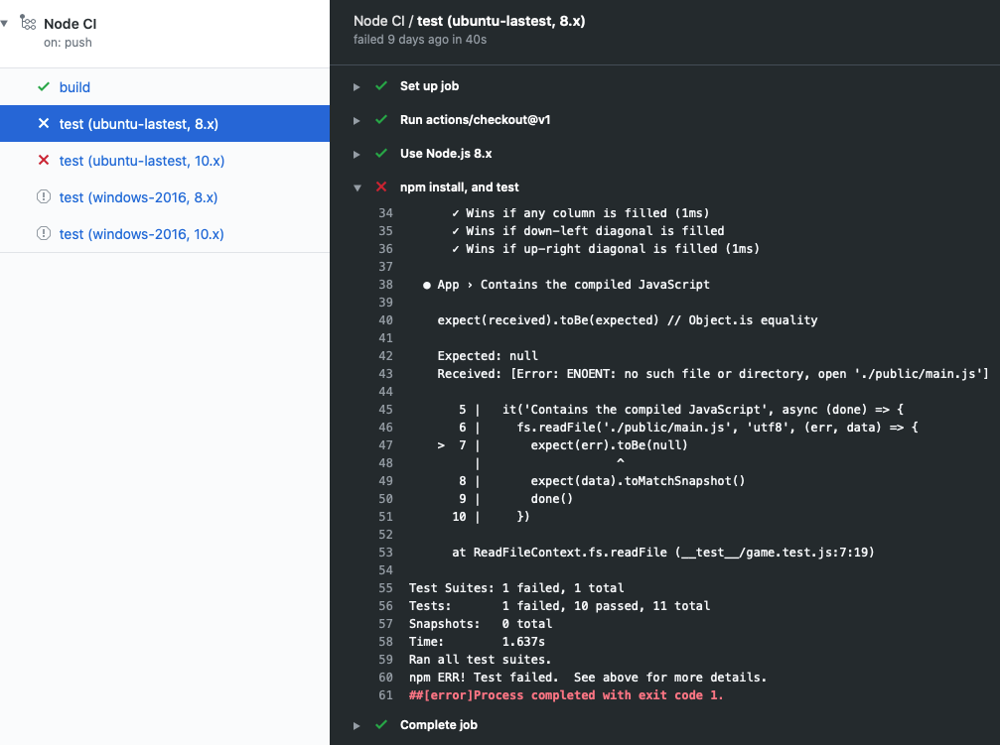 Node CI
on: push
build
test (ubuntu-lastest, 8.x)
test (ubuntu-lastest, 10.x)
test (windows-2016, 8.x)
test (windows-2016, 10.x)
Node CI / test (ubuntu-lastest, 8.x)
failed 9 days ago in 40s
Set up job
Run actions/checkout@v1
Use Node.js 8.x
npm install, and test
34 ✓ Wins if any column is filled (1ms)
35 ✓ Wins if down-left diagonal is filled
36 ✓ Wins if up-right diagonal is filled (1ms)
37
38 ● App › Contains the compiled JavaScript
39
40 expect(received).toBe(expected) // Object.is equality
41
42 Expected: null
43 Received: [Error: ENOENT: no such file or directory, open './public/main.js']
44
45 5 | it('Contains the compiled JavaScript', async (done) => {
46 6 | fs.readFile('./public/main.js', 'utf8', (err, data) => {
47 > 7 | expect(err).toBe(null)
48 | ^
49 8 | expect(data).toMatchSnapshot()
50 9 | done()
51 10 | })
52
53 at ReadFileContext.fs.readFile (__test__/game.test.js:7:19)
54
55 Test Suites: 1 failed, 1 total
56 Tests: 1 failed, 10 passed, 11 total
57 Snapshots: 0 total
58 Time: 1.637s
59 Ran all test suites.
60 npm ERR! Test failed. See above for more details.
61 ##[error]Process completed with exit code 1.
Complete job